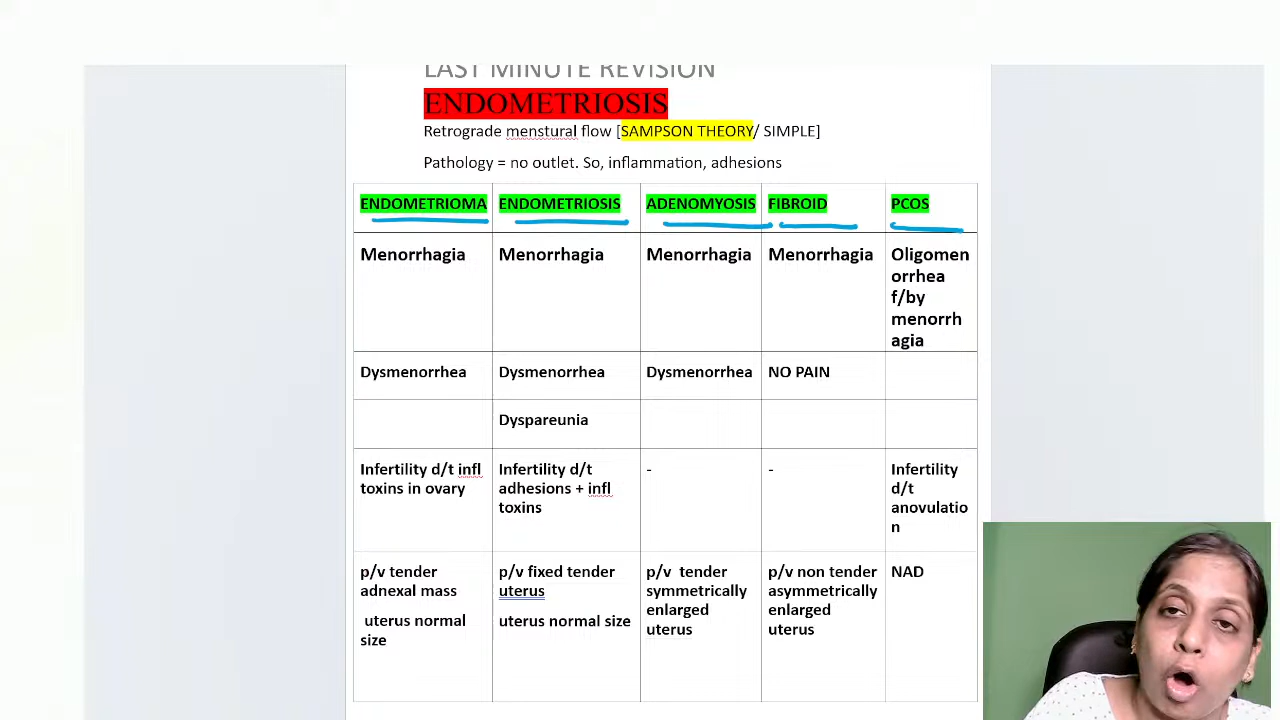 LAST MINUTE REVISION
ENDOMETRIOSIS
Retrograde menstural flow [SAMPSON THEORY/ SIMPLE]
Pathology = no outlet. So, inflammation, adhesions
ENDOMETRIOMA ENDOMETRIOSIS ADENOMYOSIS FIBROID PCOS
Menorrhagia Menorrhagia Menorrhagia Menorrhagia Oligomen
orrhea
f/by
menorrh
agia
Dysmenorrhea Dysmenorrhea Dysmenorrhea NO PAIN
Dyspareunia
Infertility d/t infl Infertility d/t - - Infertility
toxins in ovary adhesions + infl d/t
toxins anovulatio
n
p/v tender p/v fixed tender p/v tender p/v non tender NAD
adnexal mass uterus symmetrically asymmetrically
uterus normal uterus normal size enlarged enlarged
size uterus uterus